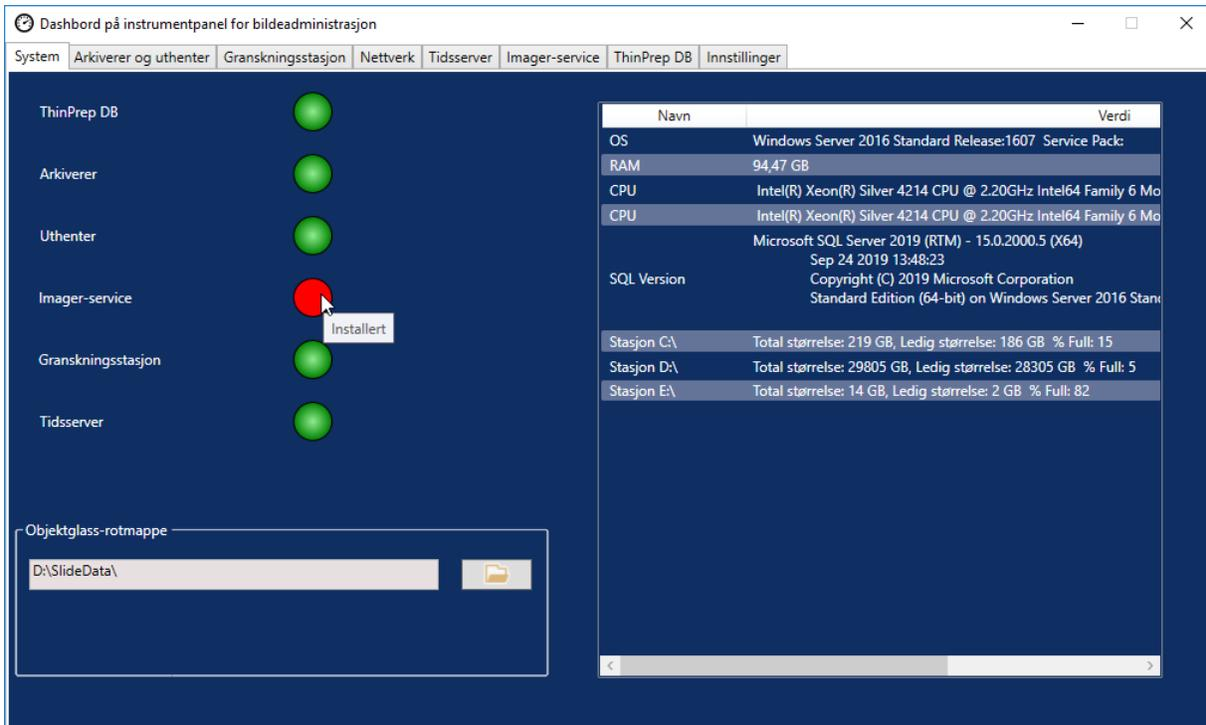 Dashbord på instrumentpanel for bildeadministrasjon
System Arkiverer og uthenter Granskningsstasjon Nettverk Tidsserver Imager-service ThinPrep DB Innstillinger
ThinPrep DB
Arkiverer
Uthenter
Imager-service
Installert
Granskningsstasjon
Tidsserver
Objektglass-rotmappe
D:\SlideData\
Navn Verdi
OS Windows Server 2016 Standard Release:1607 Service Pack:
RAM 94,47 GB
CPU Intel(R) Xeon(R) Silver 4214 CPU @ 2.20GHz Intel64 Family 6 Mo
CPU Intel(R) Xeon(R) Silver 4214 CPU @ 2.20GHz Intel64 Family 6 Mo
Microsoft SQL Server 2019 (RTM) - 15.0.2000.5 (X64)
Sep 24 2019 13:48:23
SQL Version Copyright (C) 2019 Microsoft Corporation
Standard Edition (64-bit) on Windows Server 2016 Stan
Stasjon C:\ Total størrelse: 219 GB, Ledig størrelse: 186 GB % Full: 15
Stasjon D:\ Total størrelse: 29805 GB, Ledig størrelse: 28305 GB % Full: 5
Stasjon E:\ Total størrelse: 14 GB, Ledig størrelse: 2 GB % Full: 82